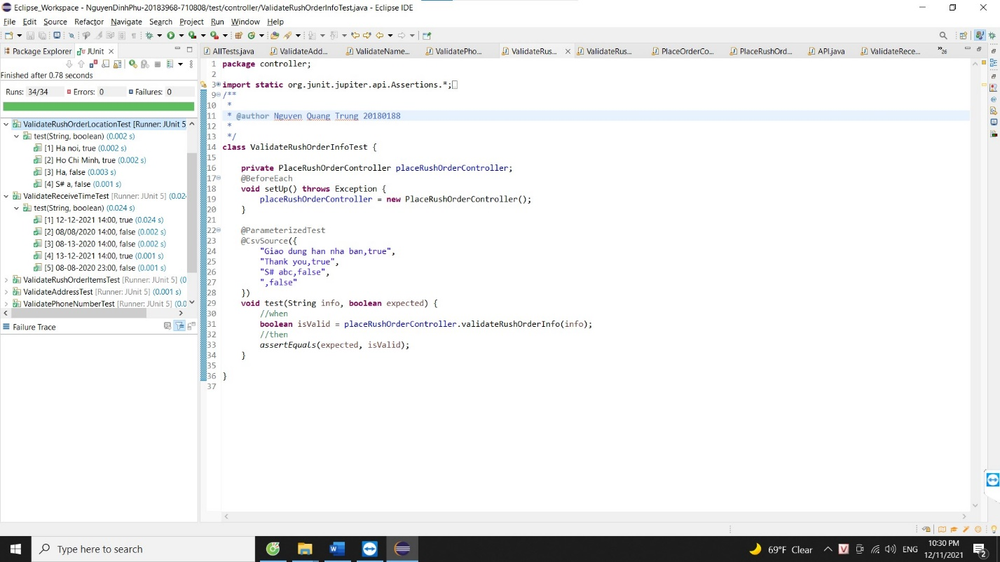 Eclipse_Workspace - NguyenDinhPhu-20183968-710808/test/controller/ValidateRushOrderInfoTest.java - Eclipse IDE
File Edit Source Refactor Navigate Search Project Run Window Help
Package Explorer JUnit
AllTests.java ValidateAdd... ValidateName... ValidatePho... ValidateRus... ValidateRus... PlaceOrderCo... PlaceRushOrd... API.java ValidateRece... »26
Finished after 0.78 seconds
Runs: 34/34 Errors: 0 Failures: 0
ValidateRushOrderLocationTest [Runner: JUnit 5
test(String, boolean) (0.002 s)
[1] Ha noi, true (0.002 s)
[2] Ho Chi Minh, true (0.002 s)
[3] Ha, false (0.003 s)
[4] S# a, false (0.001 s)
ValidateReceiveTimeTest [Runner: JUnit 5] (0.02
test(String, boolean) (0.024 s)
[1] 12-12-2021 14:00, true (0.024 s)
[2] 08/08/2020 14:00, false (0.002 s)
[3] 08-13-2020 14:00, false (0.002 s)
[4] 13-12-2021 14:00, true (0.001 s)
[5] 08-08-2020 23:00, false (0.001 s)
ValidateRushOrderItemsTest [Runner: JUnit 5] (0
ValidateAddressTest [Runner: JUnit 5] (0.001 s)
ValidatePhoneNumberTest [Runner: JUnit 5] (0.0
Failure Trace
1 package controller;
2
3 import static org.junit.jupiter.api.Assertions.*;
9 /**
10 *
11 * @author Nguyen Quang Trung 20180188
12 *
13 */
14 class ValidateRushOrderInfoTest {
15
16 private PlaceRushOrderController placeRushOrderController;
17 @BeforeEach
18 void setUp() throws Exception {
19 placeRushOrderController = new PlaceRushOrderController();
20 }
21
22 @ParameterizedTest
23 @CsvSource({
24 "Giao dung han nha ban,true",
25 "Thank you,true",
26 "S# abc,false",
27 ",false"
28 })
29 void test(String info, boolean expected) {
30 //when
31 boolean isValid = placeRushOrderController.validateRushOrderInfo(info);
32 //then
33 assertEquals(expected, isValid);
34 }
35
36 }
37
Type here to search
69°F Clear
ENG
10:30 PM
12/11/2021
2